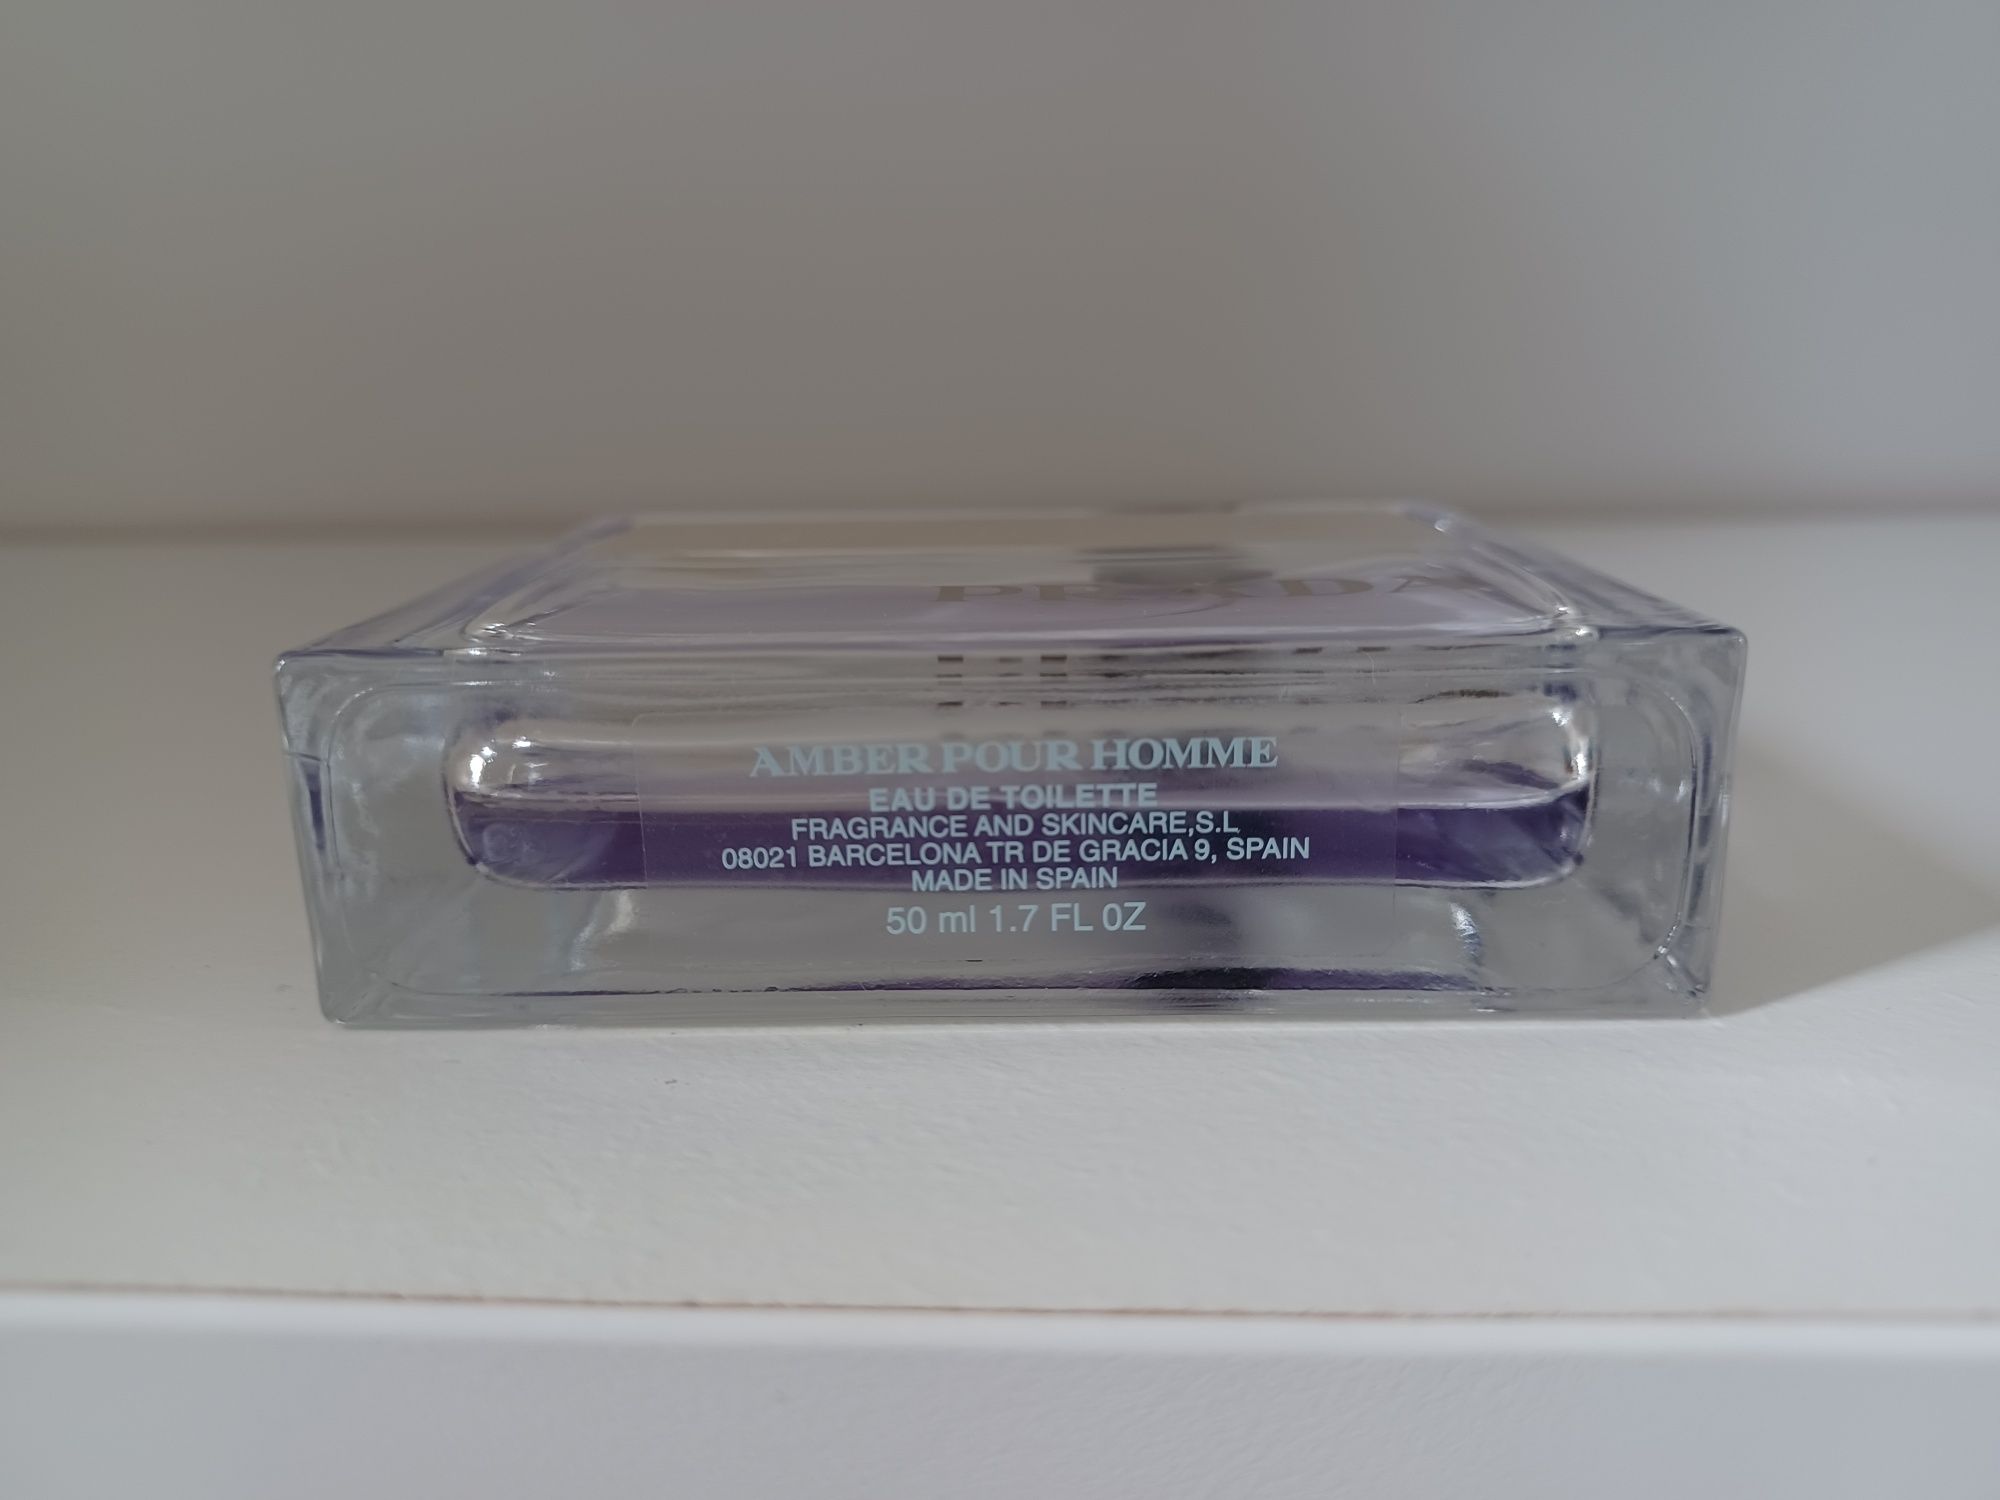 PRADA
AMBER POUR HOMME
EAU DE TOILETTE
FRAGRANCE AND SKINCARE,S.L
08021 BARCELONA TR DE GRACIA 9, SPAIN
MADE IN SPAIN
50 ml 1.7 FL 0Z